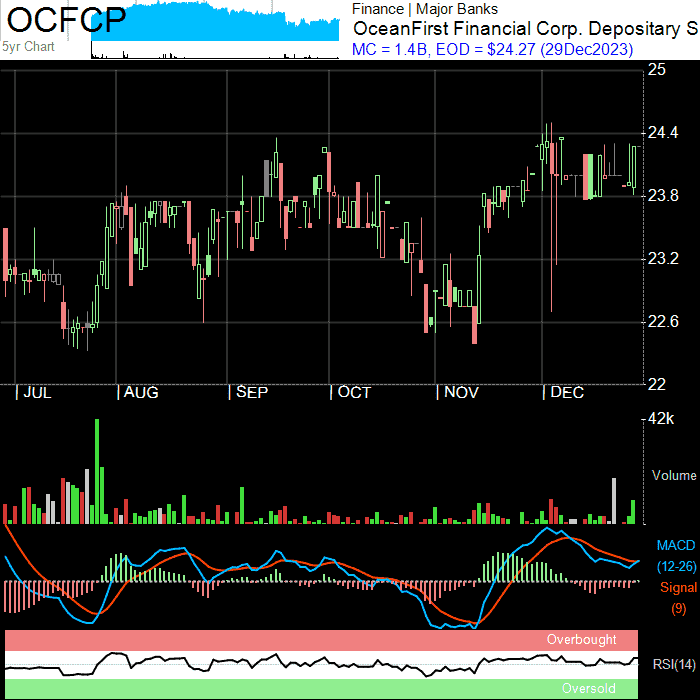 OCFCP
5yr Chart
Finance | Major Banks
OceanFirst Financial Corp. Depositary S
MC = 1.4B, EOD = $24.27 (29Dec2023)
25
24.4
23.8
23.2
22.6
22
JUL AUG SEP OCT NOV DEC
42k
Volume
MACD
(12-26)
Signal
(9)
Overbought
RSI(14)
Oversold